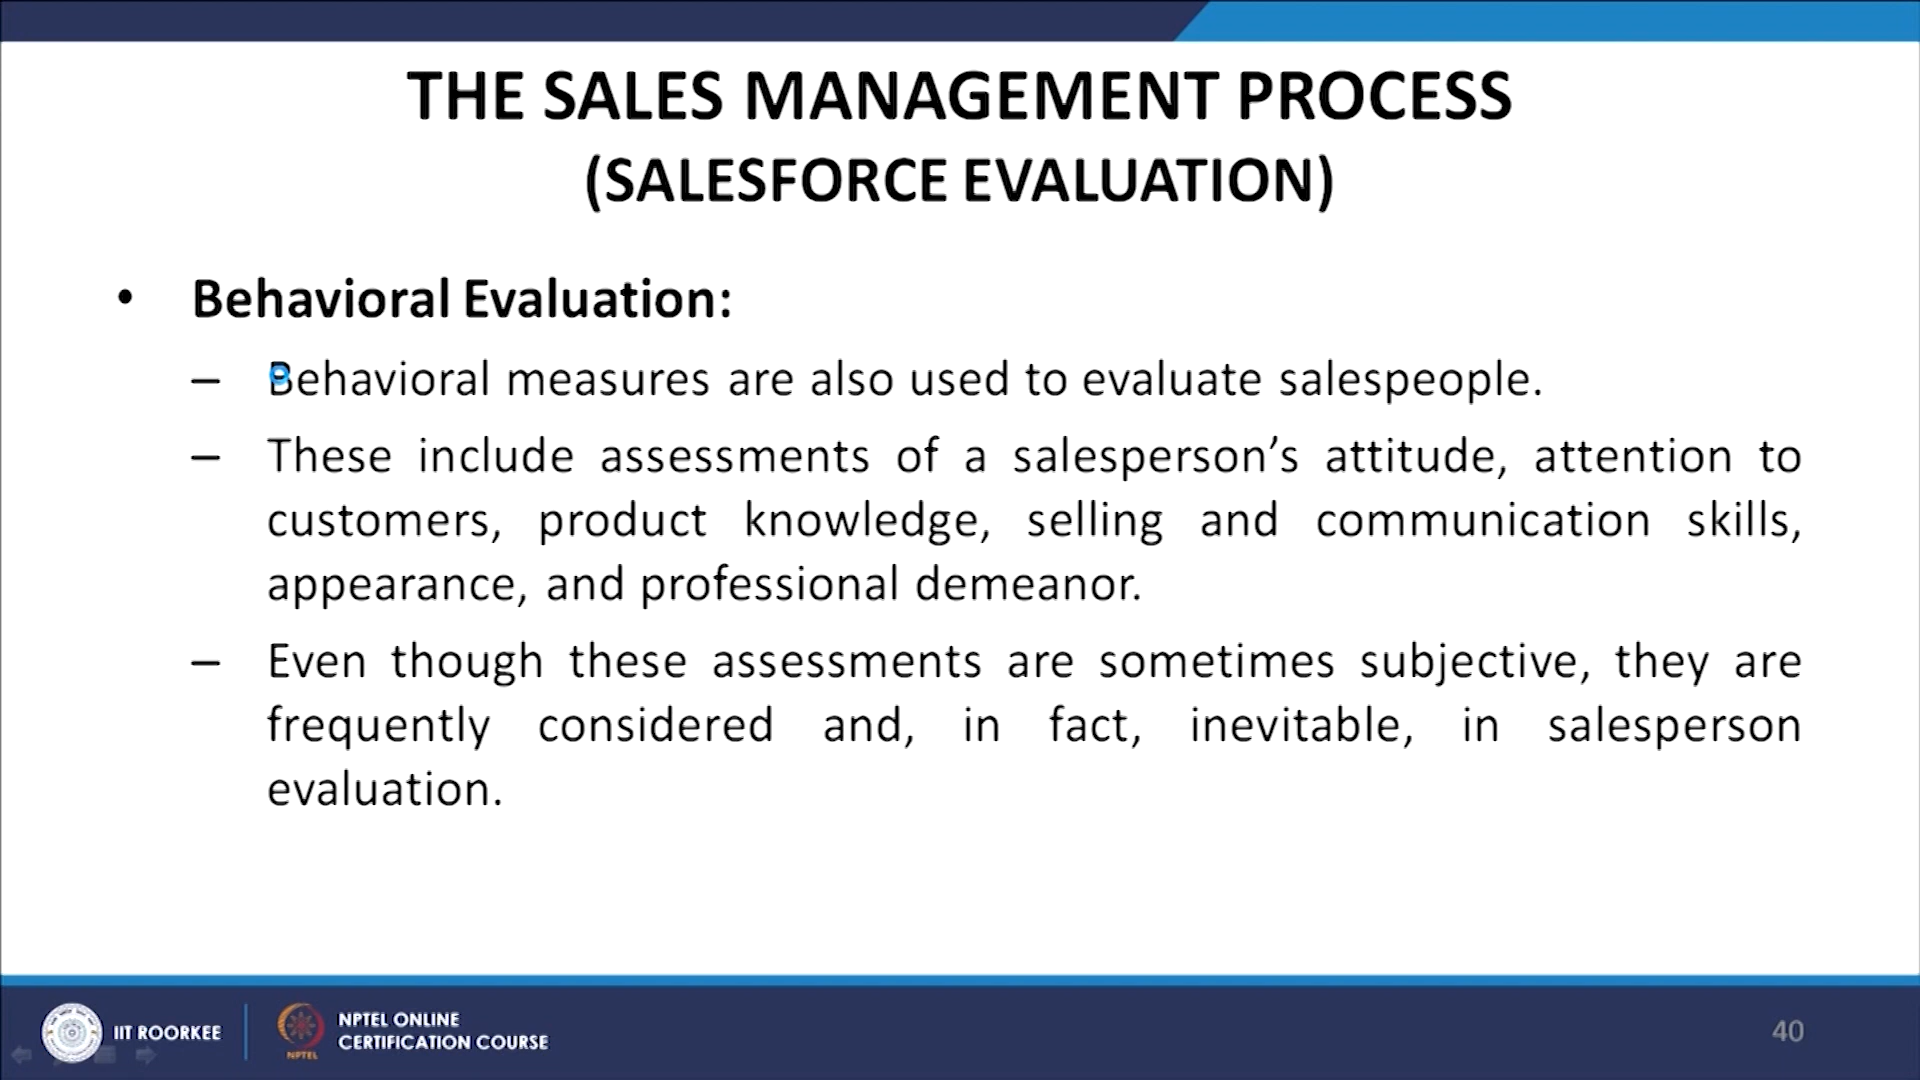 THE SALES MANAGEMENT PROCESS
(SALESFORCE EVALUATION)
• Behavioral Evaluation:
– Behavioral measures are also used to evaluate salespeople.
– These include assessments of a salesperson’s attitude, attention to
customers, product knowledge, selling and communication skills,
appearance, and professional demeanor.
– Even though these assessments are sometimes subjective, they are
frequently considered and, in fact, inevitable, in salesperson
evaluation.
IIT ROORKEE
NPTEL
NPTEL ONLINE
CERTIFICATION COURSE
40